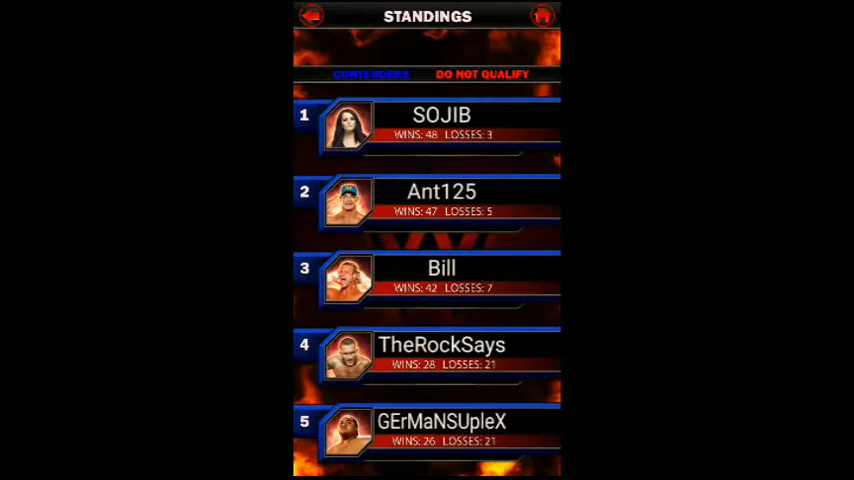 STANDINGS
CONTENDERS DO NOT QUALIFY
1
SOJIB
WINS: 48 LOSSES: 3
2
Ant125
WINS: 47 LOSSES: 5
3
Bill
WINS: 42 LOSSES: 7
4
TheRockSays
WINS: 28 LOSSES: 21
5
GErMaNSUpleX
WINS: 26 LOSSES: 21